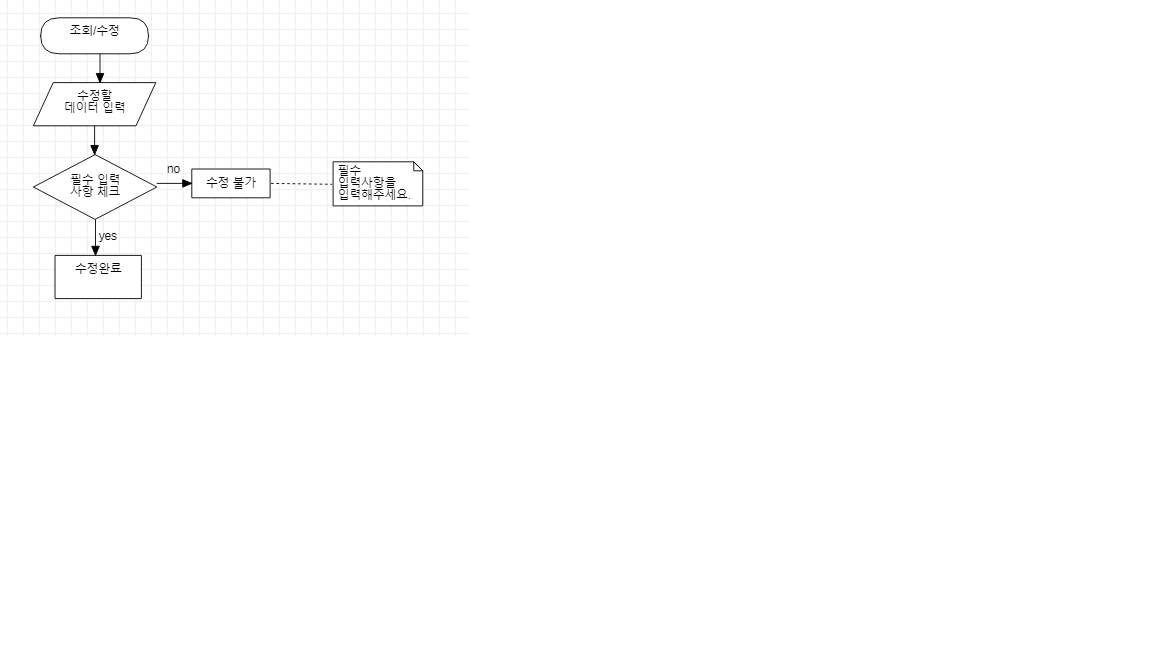 조회/수정
수정할
데이터 입력
필수 입력
사항 체크
no
수정 불가
필수
입력사항을
입력해주세요.
yes
수정완료